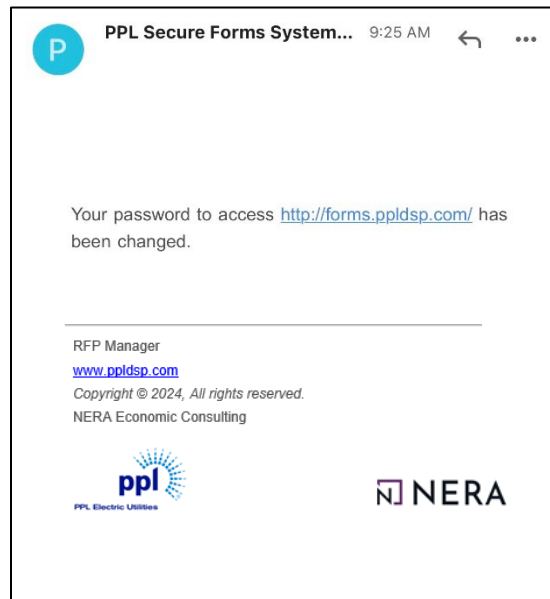 P
PPL Secure Forms System... 9:25 AM
Your password to access http://forms.ppldsp.com/ has
been changed.
RFP Manager
www.ppldsp.com
Copyright © 2024, All rights reserved.
NERA Economic Consulting
ppl
PPL Electric Utilities
N NERA